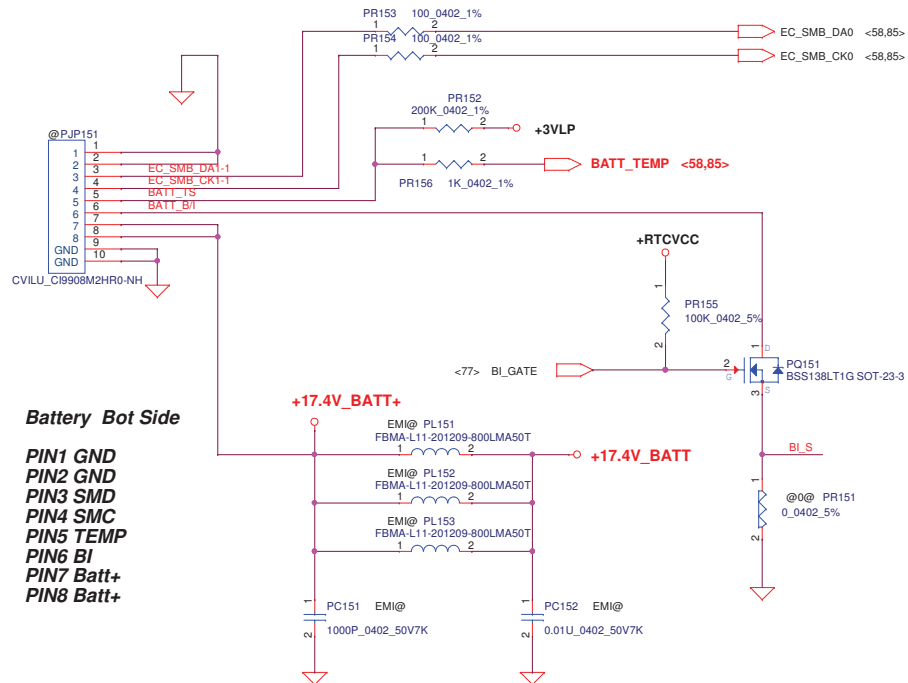 PR153 100_0402_1%
1 2
EC_SMB_DA0 <58,85>
PR154 100_0402_1%
1 2
EC_SMB_CK0 <58,85>
PR152
200K_0402_1%
1 2
+3VLP
@PJP151
1 1
2 2
3 3 EC_SMB_DA1-1
4 4 EC_SMB_CK1-1
5 5 BATT_TS
6 6 BATT_B/I
7 7
8 8
GND 9
GND 10
CVILU_CI9908M2HR0-NH
1 2
BATT_TEMP <58,85>
PR156 1K_0402_1%
+RTCVCC
1
PR155
100K_0402_5%
2
<77> BI_GATE
2
G
1 D
PQ151
BSS138LT1G SOT-23-3
3 S
BI_S
1
@0@ PR151
0_0402_5%
2
+17.4V_BATT+
EMI@ PL151
FBMA-L11-201209-800LMA50T
1 2
+17.4V_BATT
EMI@ PL152
FBMA-L11-201209-800LMA50T
1 2
EMI@ PL153
FBMA-L11-201209-800LMA50T
1 2
1
PC151 EMI@
1000P_0402_50V7K
2
1
PC152 EMI@
0.01U_0402_50V7K
2
Battery Bot Side
PIN1 GND
PIN2 GND
PIN3 SMD
PIN4 SMC
PIN5 TEMP
PIN6 BI
PIN7 Batt+
PIN8 Batt+